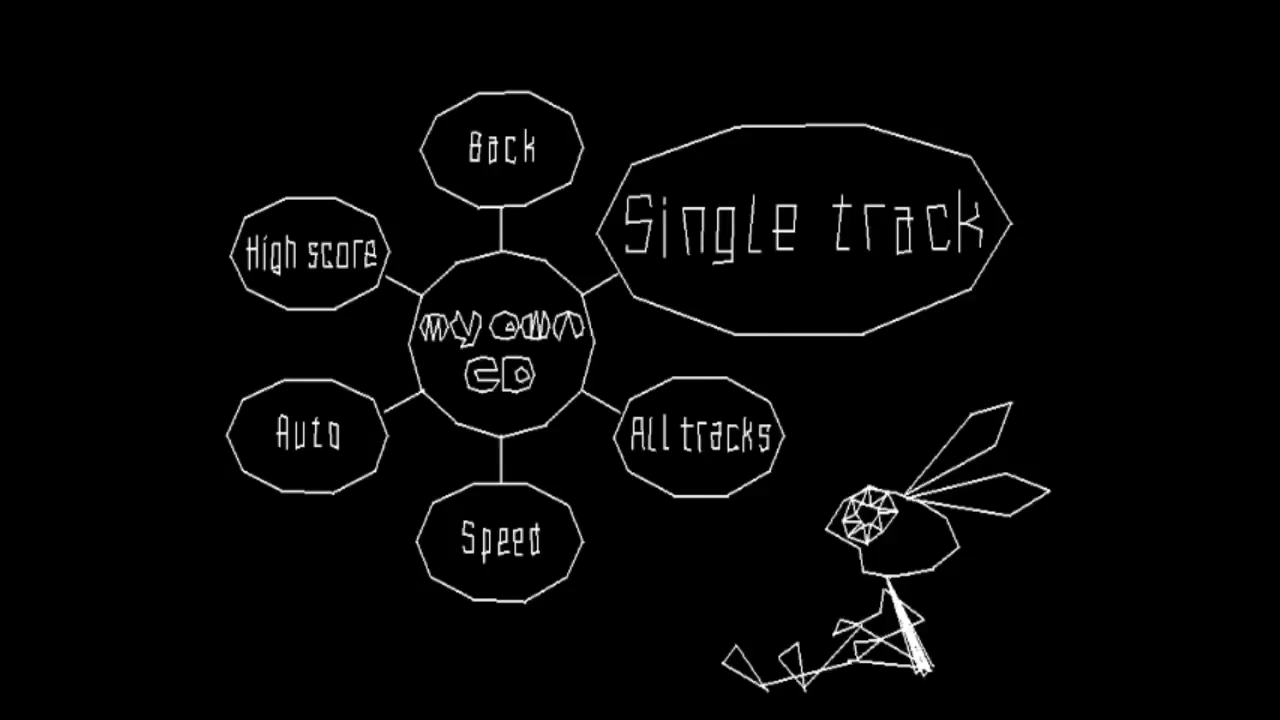 Back
Single track
High score
my own
CD
Auto
All tracks
Speed